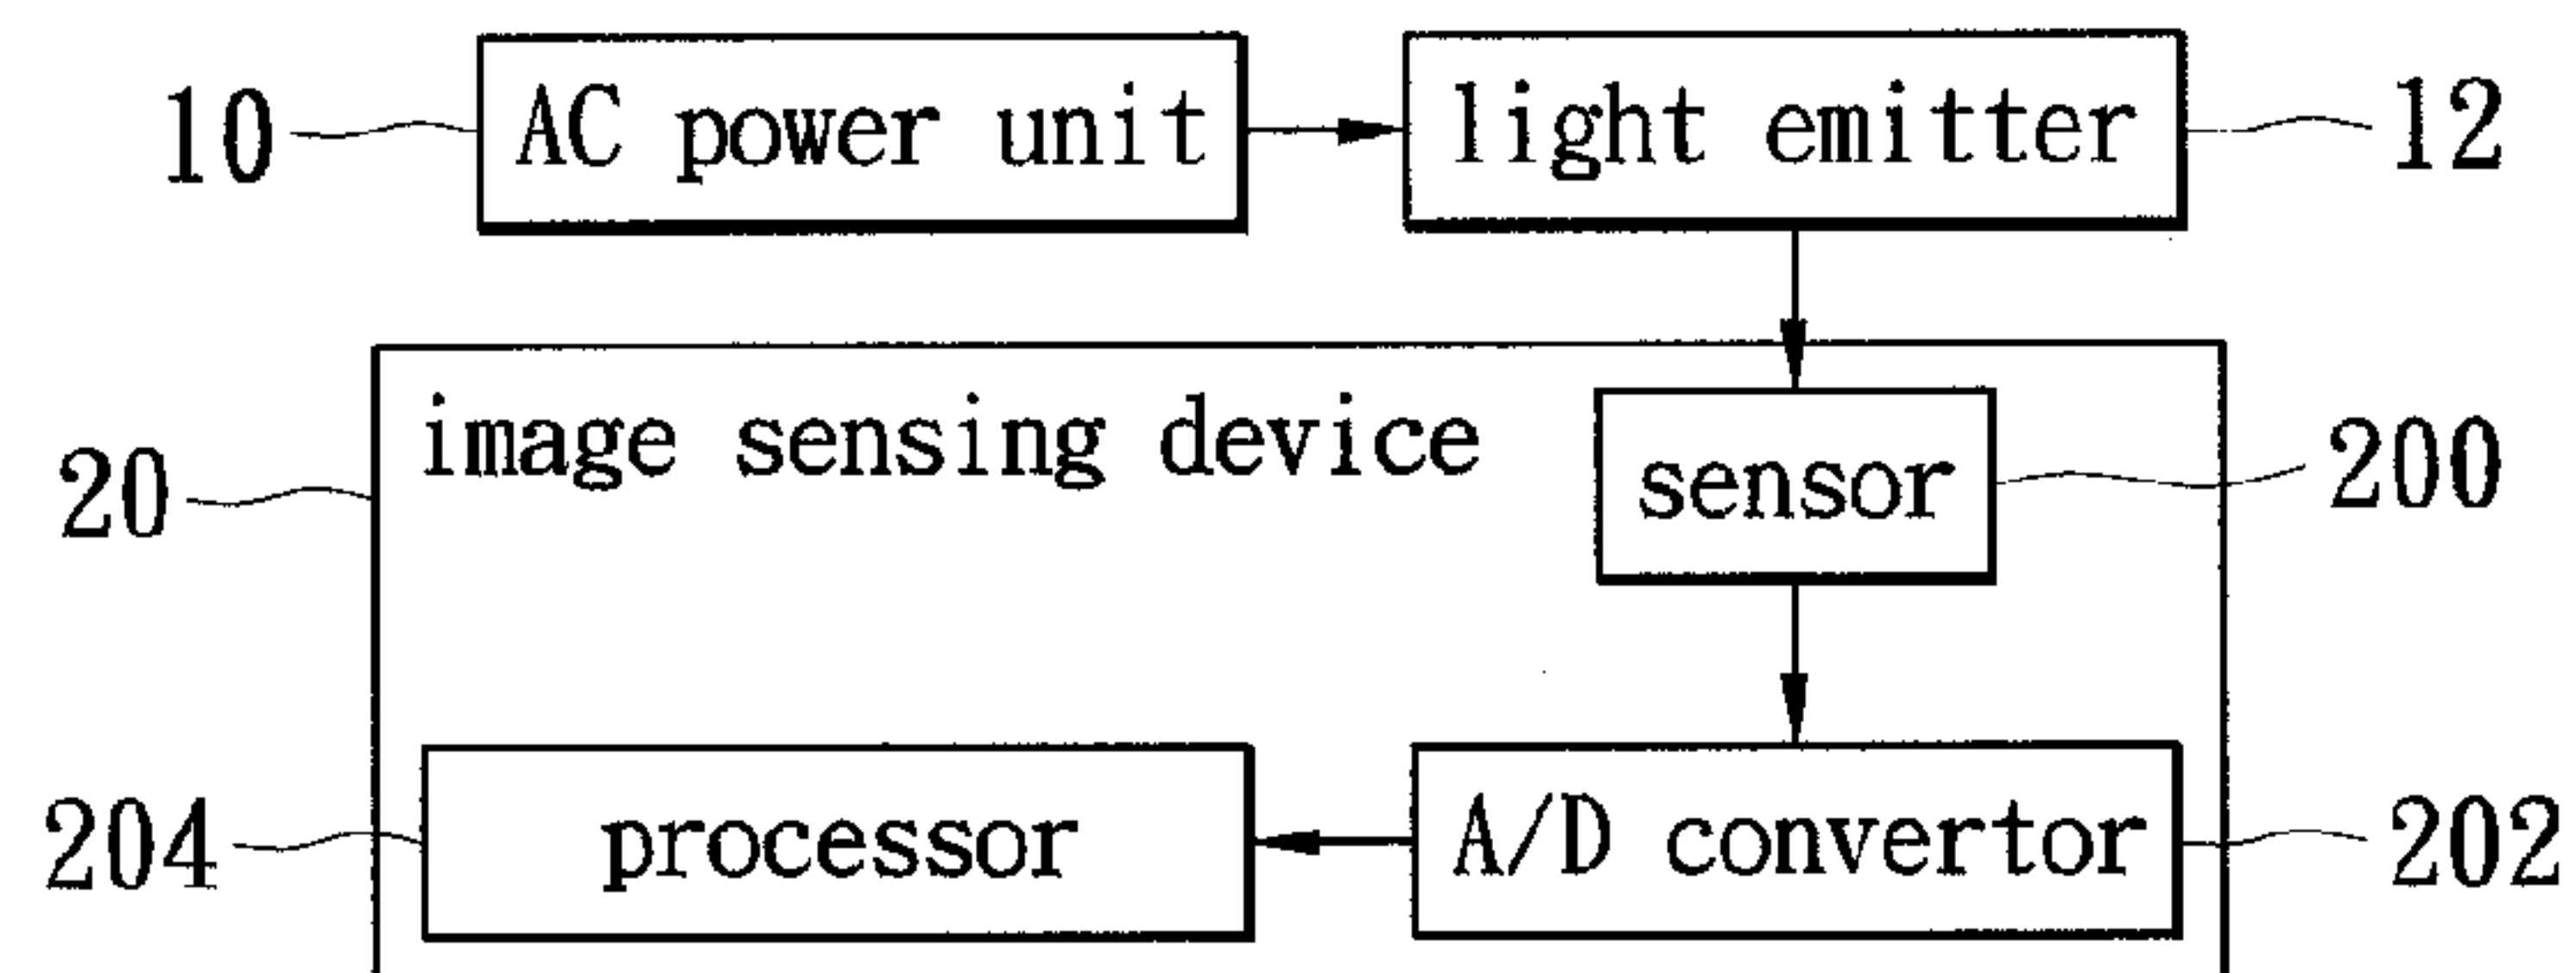 10 AC power unit light emitter 12
image sensing device
20 sensor 200
204 processor A/D convertor 202